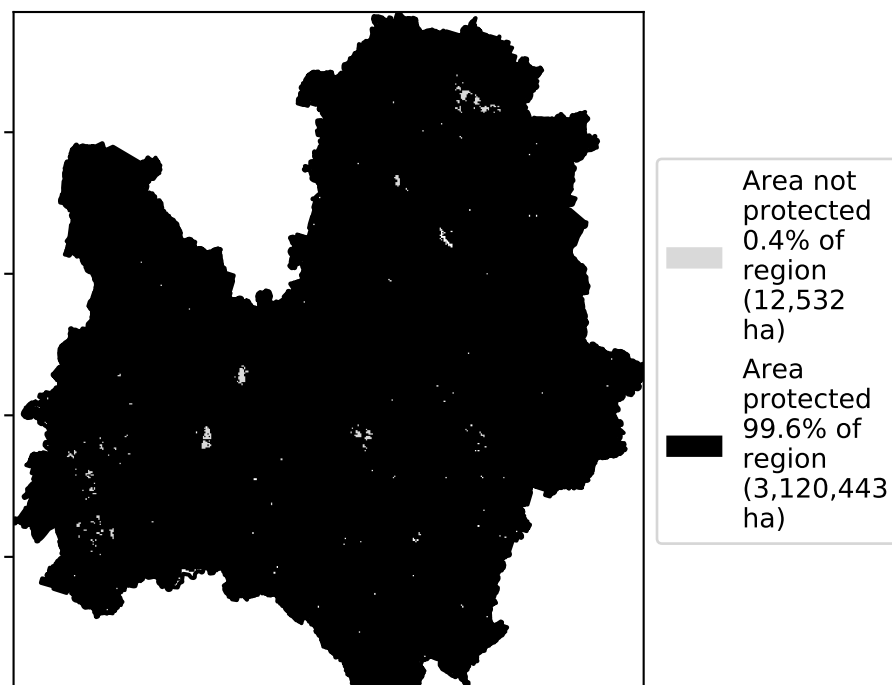 Area not
protected
0.4% of
region
(12,532
ha)
Area
protected
99.6% of
region
(3,120,443
ha)